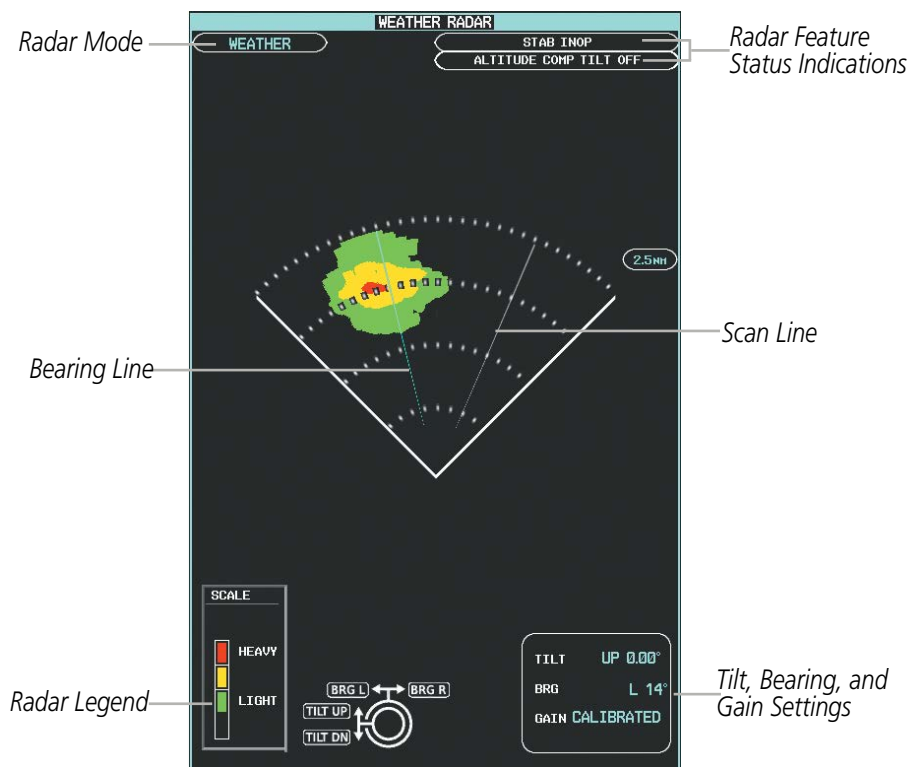 WEATHER RADAR
Radar Mode
WEATHER
STAB INOP
ALTITUDE COMP TILT OFF
Radar Feature
Status Indications
2.5NM
Scan Line
Bearing Line
SCALE
HEAVY
LIGHT
Radar Legend
BRG L
BRG R
TILT UP
TILT DN
TILT UP 0.00°
BRG L 14°
GAIN CALIBRATED
Tilt, Bearing, and
Gain Settings